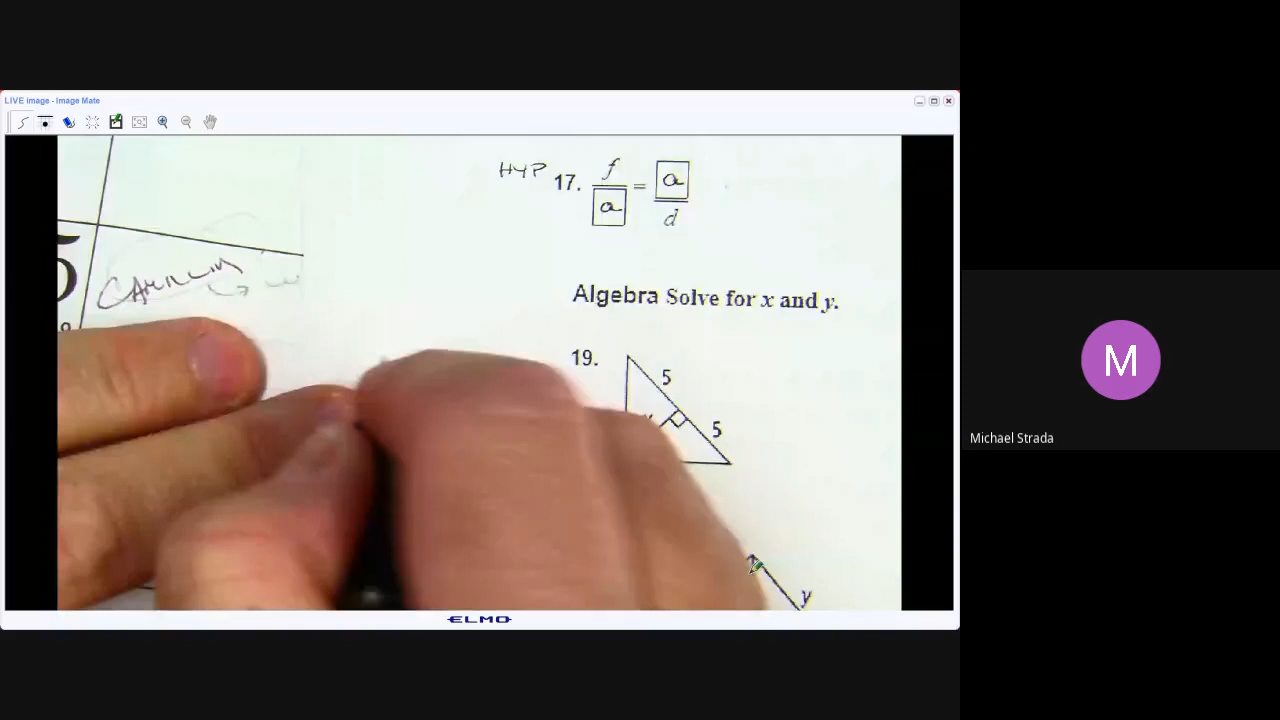 LIVE image - Image Mate
HYP 17. f / a = a / d
Algebra Solve for x and y.
19.
5
5
y
ELMO
M
Michael Strada